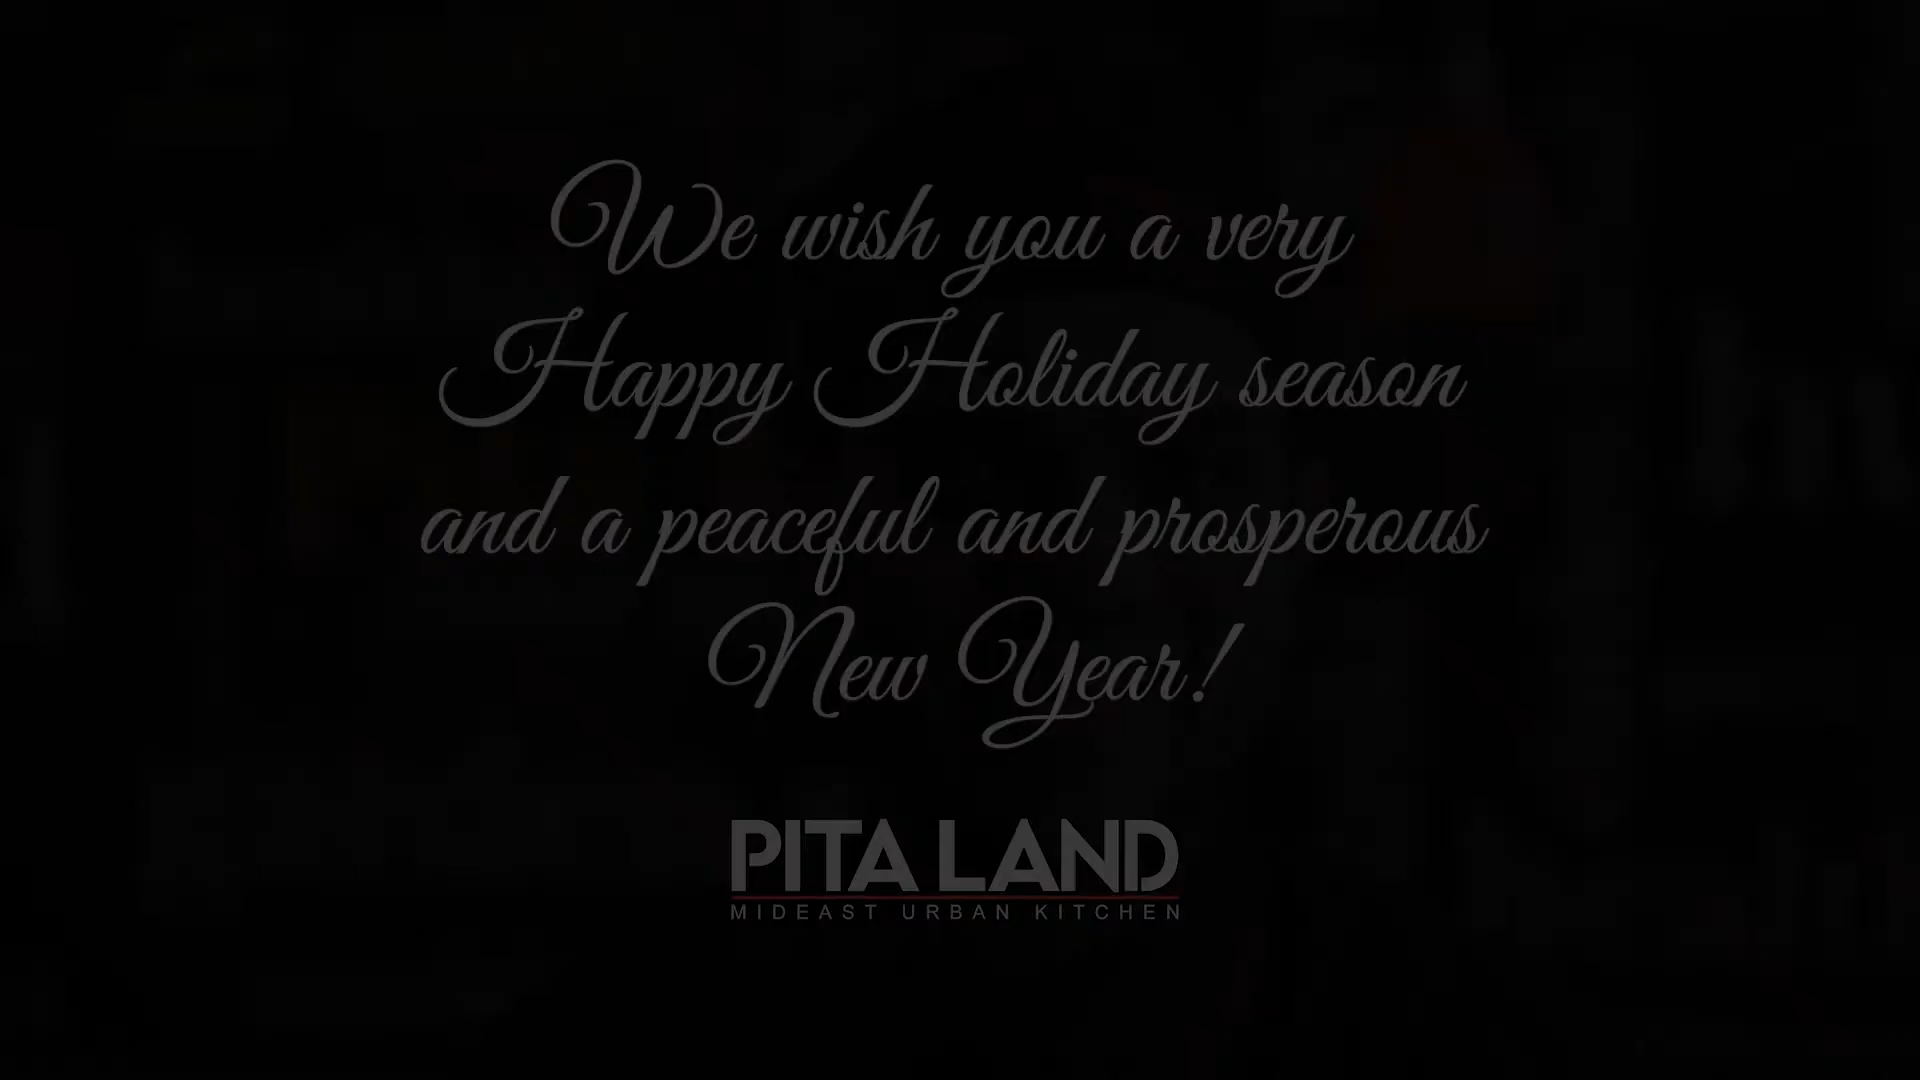 We wish you a very
Happy Holiday season
and a peaceful and prosperous
New Year!
PITA LAND
MIDEAST URBAN KITCHEN